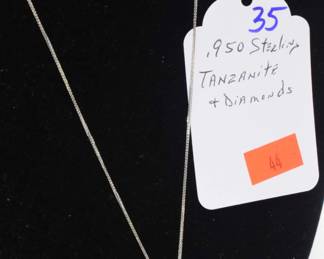 35
.950 Sterling
TANZANITE
& DIAMONDS
44